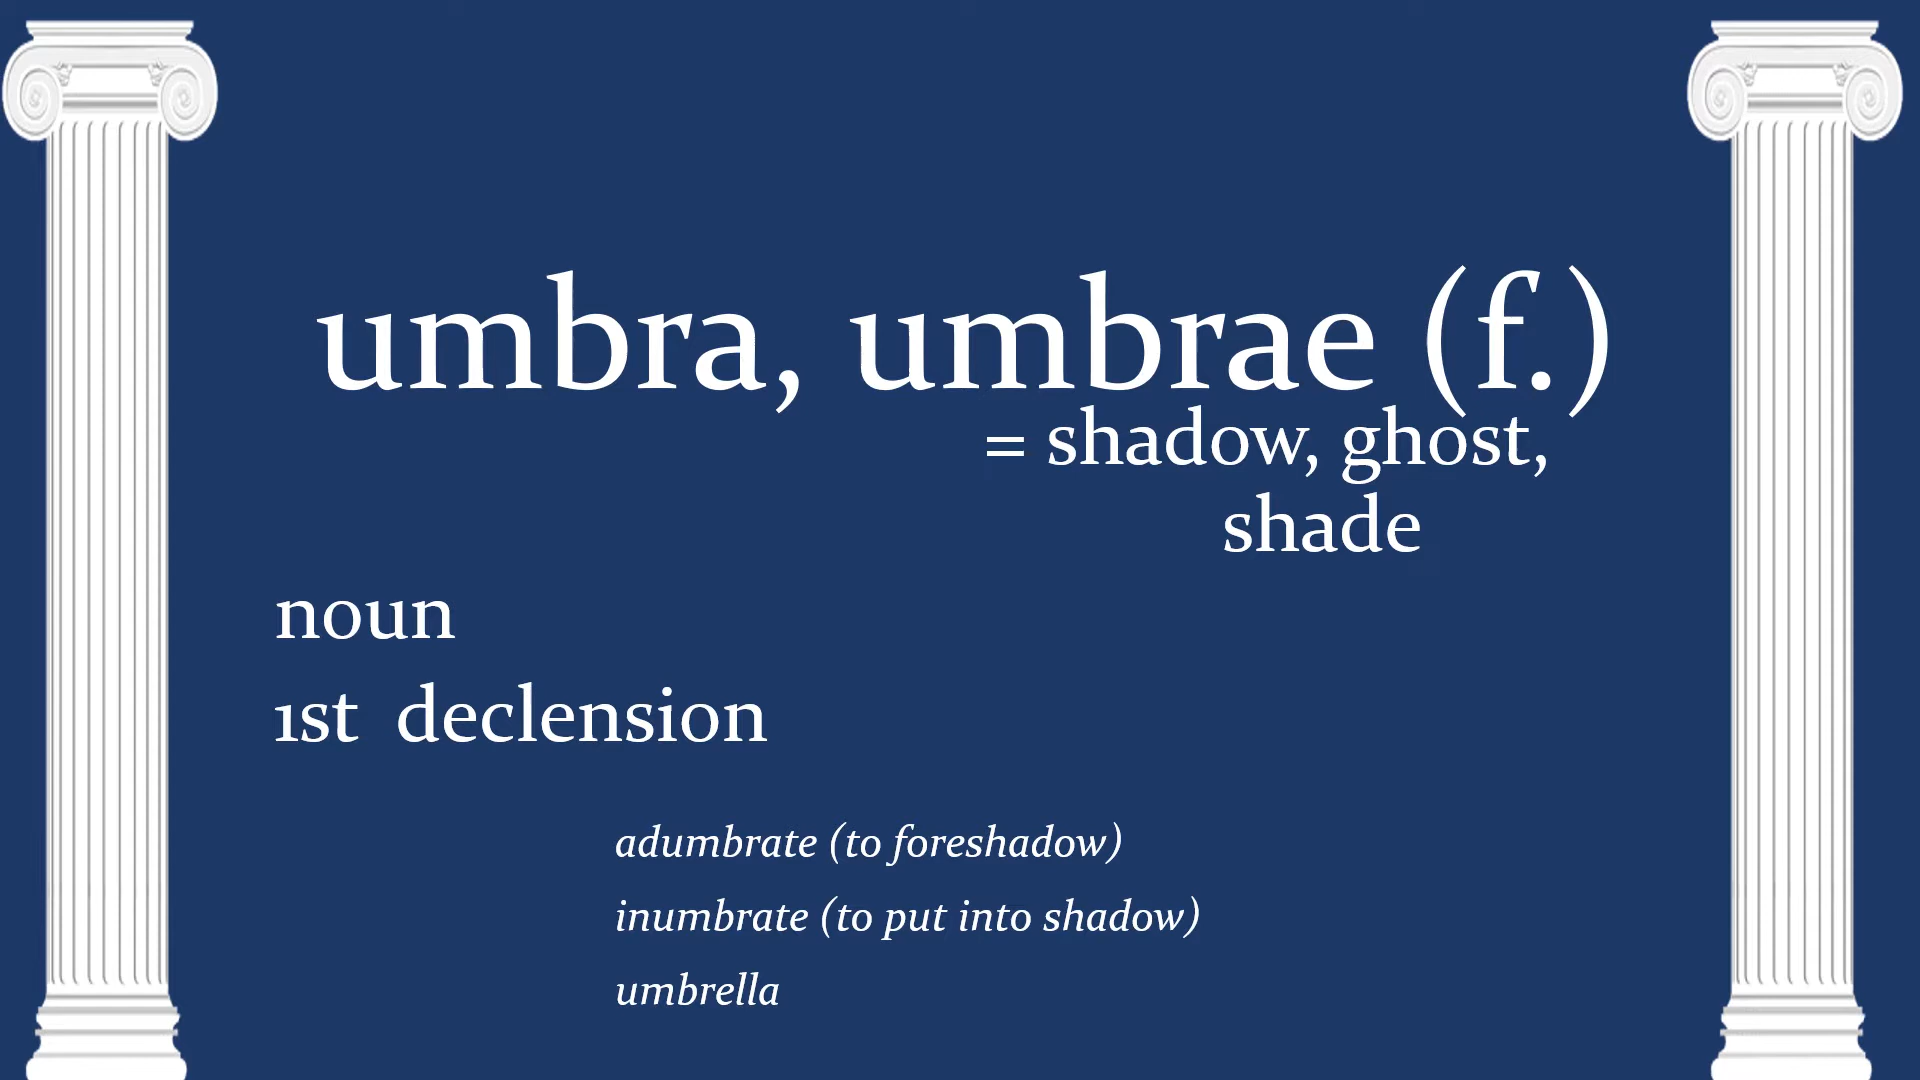 umbra, umbrae (f.)
= shadow, ghost,
shade
noun
1st declension
adumbrate (to foreshadow)
inumbrate (to put into shadow)
umbrella